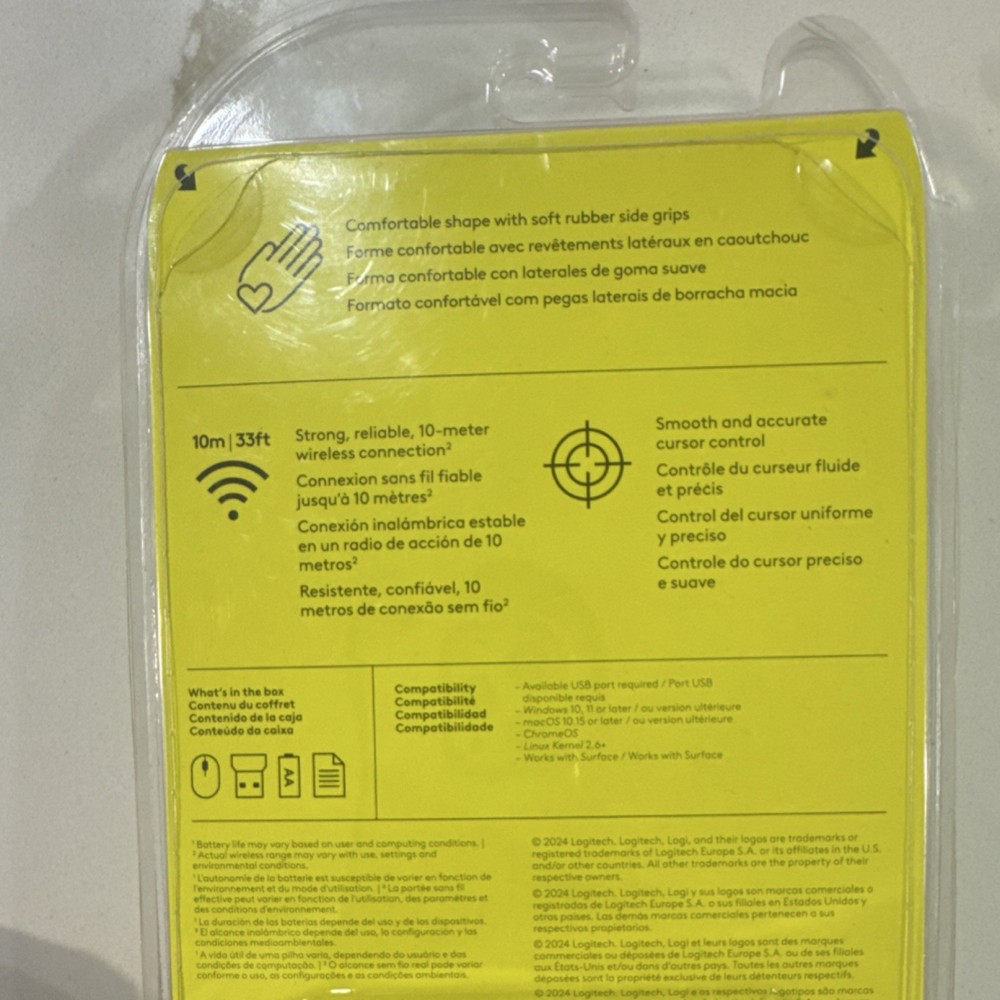 Comfortable shape with soft rubber side grips
Forme confortable avec revêtements latéraux en caoutchouc
Forma confortable con laterales de goma suave
Formato confortável com pegas laterais de borracha macia
10m | 33ft
Strong, reliable, 10-meter
wireless connection²
Connexion sans fil fiable
jusqu'à 10 mètres²
Conexión inalámbrica estable
en un radio de acción de 10
metros²
Resistente, confiável, 10
metros de conexão sem fio²
Smooth and accurate
cursor control
Contrôle du curseur fluide
et précis
Control del cursor uniforme
y preciso
Controle do cursor preciso
e suave
What's in the box
Contenu du coffret
Contenido de la caja
Conteúdo da caixa
AA
Compatibility
Compatibilité
Compatibilidad
Compatibilidade
- Available USB port required / Port USB
disponible requis
- Windows 10, 11 or later / ou version ultérieure
- macOS 10.15 or later / ou version ultérieure
- ChromeOS
- Linux Kernel 2.6+
- Works with Surface / Works with Surface
¹ Battery life may vary based on user and computing conditions. |
² Actual wireless range may vary with use, settings and
environmental conditions.
¹ L'autonomie de la batterie est susceptible de varier en fonction de
l'environnement et du mode d'utilisation. | ² La portée sans fil
effective peut varier en fonction de l'utilisation, des paramètres et
des conditions d'environnement.
¹ La duración de las baterías depende del uso y de los dispositivos.
² El alcance inalámbrico depende del uso, la configuración y las
condiciones medioambientales.
¹ A vida útil de uma pilha varia, dependendo do usuário e das
condições de computação. | ² O alcance sem fio real pode variar
conforme o uso, as configurações e as condições ambientais.
© 2024 Logitech. Logitech, Logi, and their logos are trademarks or
registered trademarks of Logitech Europe S.A. or its affiliates in the U.S.
and/or other countries. All other trademarks are the property of their
respective owners.
© 2024 Logitech. Logitech, Logi y sus logos son marcas comerciales o
registradas de Logitech Europe S.A. o sus filiales en Estados Unidos y
otros países. Las demás marcas comerciales pertenecen a sus
respectivos propietarios.
© 2024 Logitech. Logitech, Logi et leurs logos sont des marques
commerciales ou déposées de Logitech Europe S.A. ou de ses filiales
aux États-Unis et/ou dans d'autres pays. Toutes les autres marques
déposées sont la propriété exclusive de leurs détenteurs respectifs.
© 2024 Logitech. Logitech, Logi e os respectivos logotipos são marcas